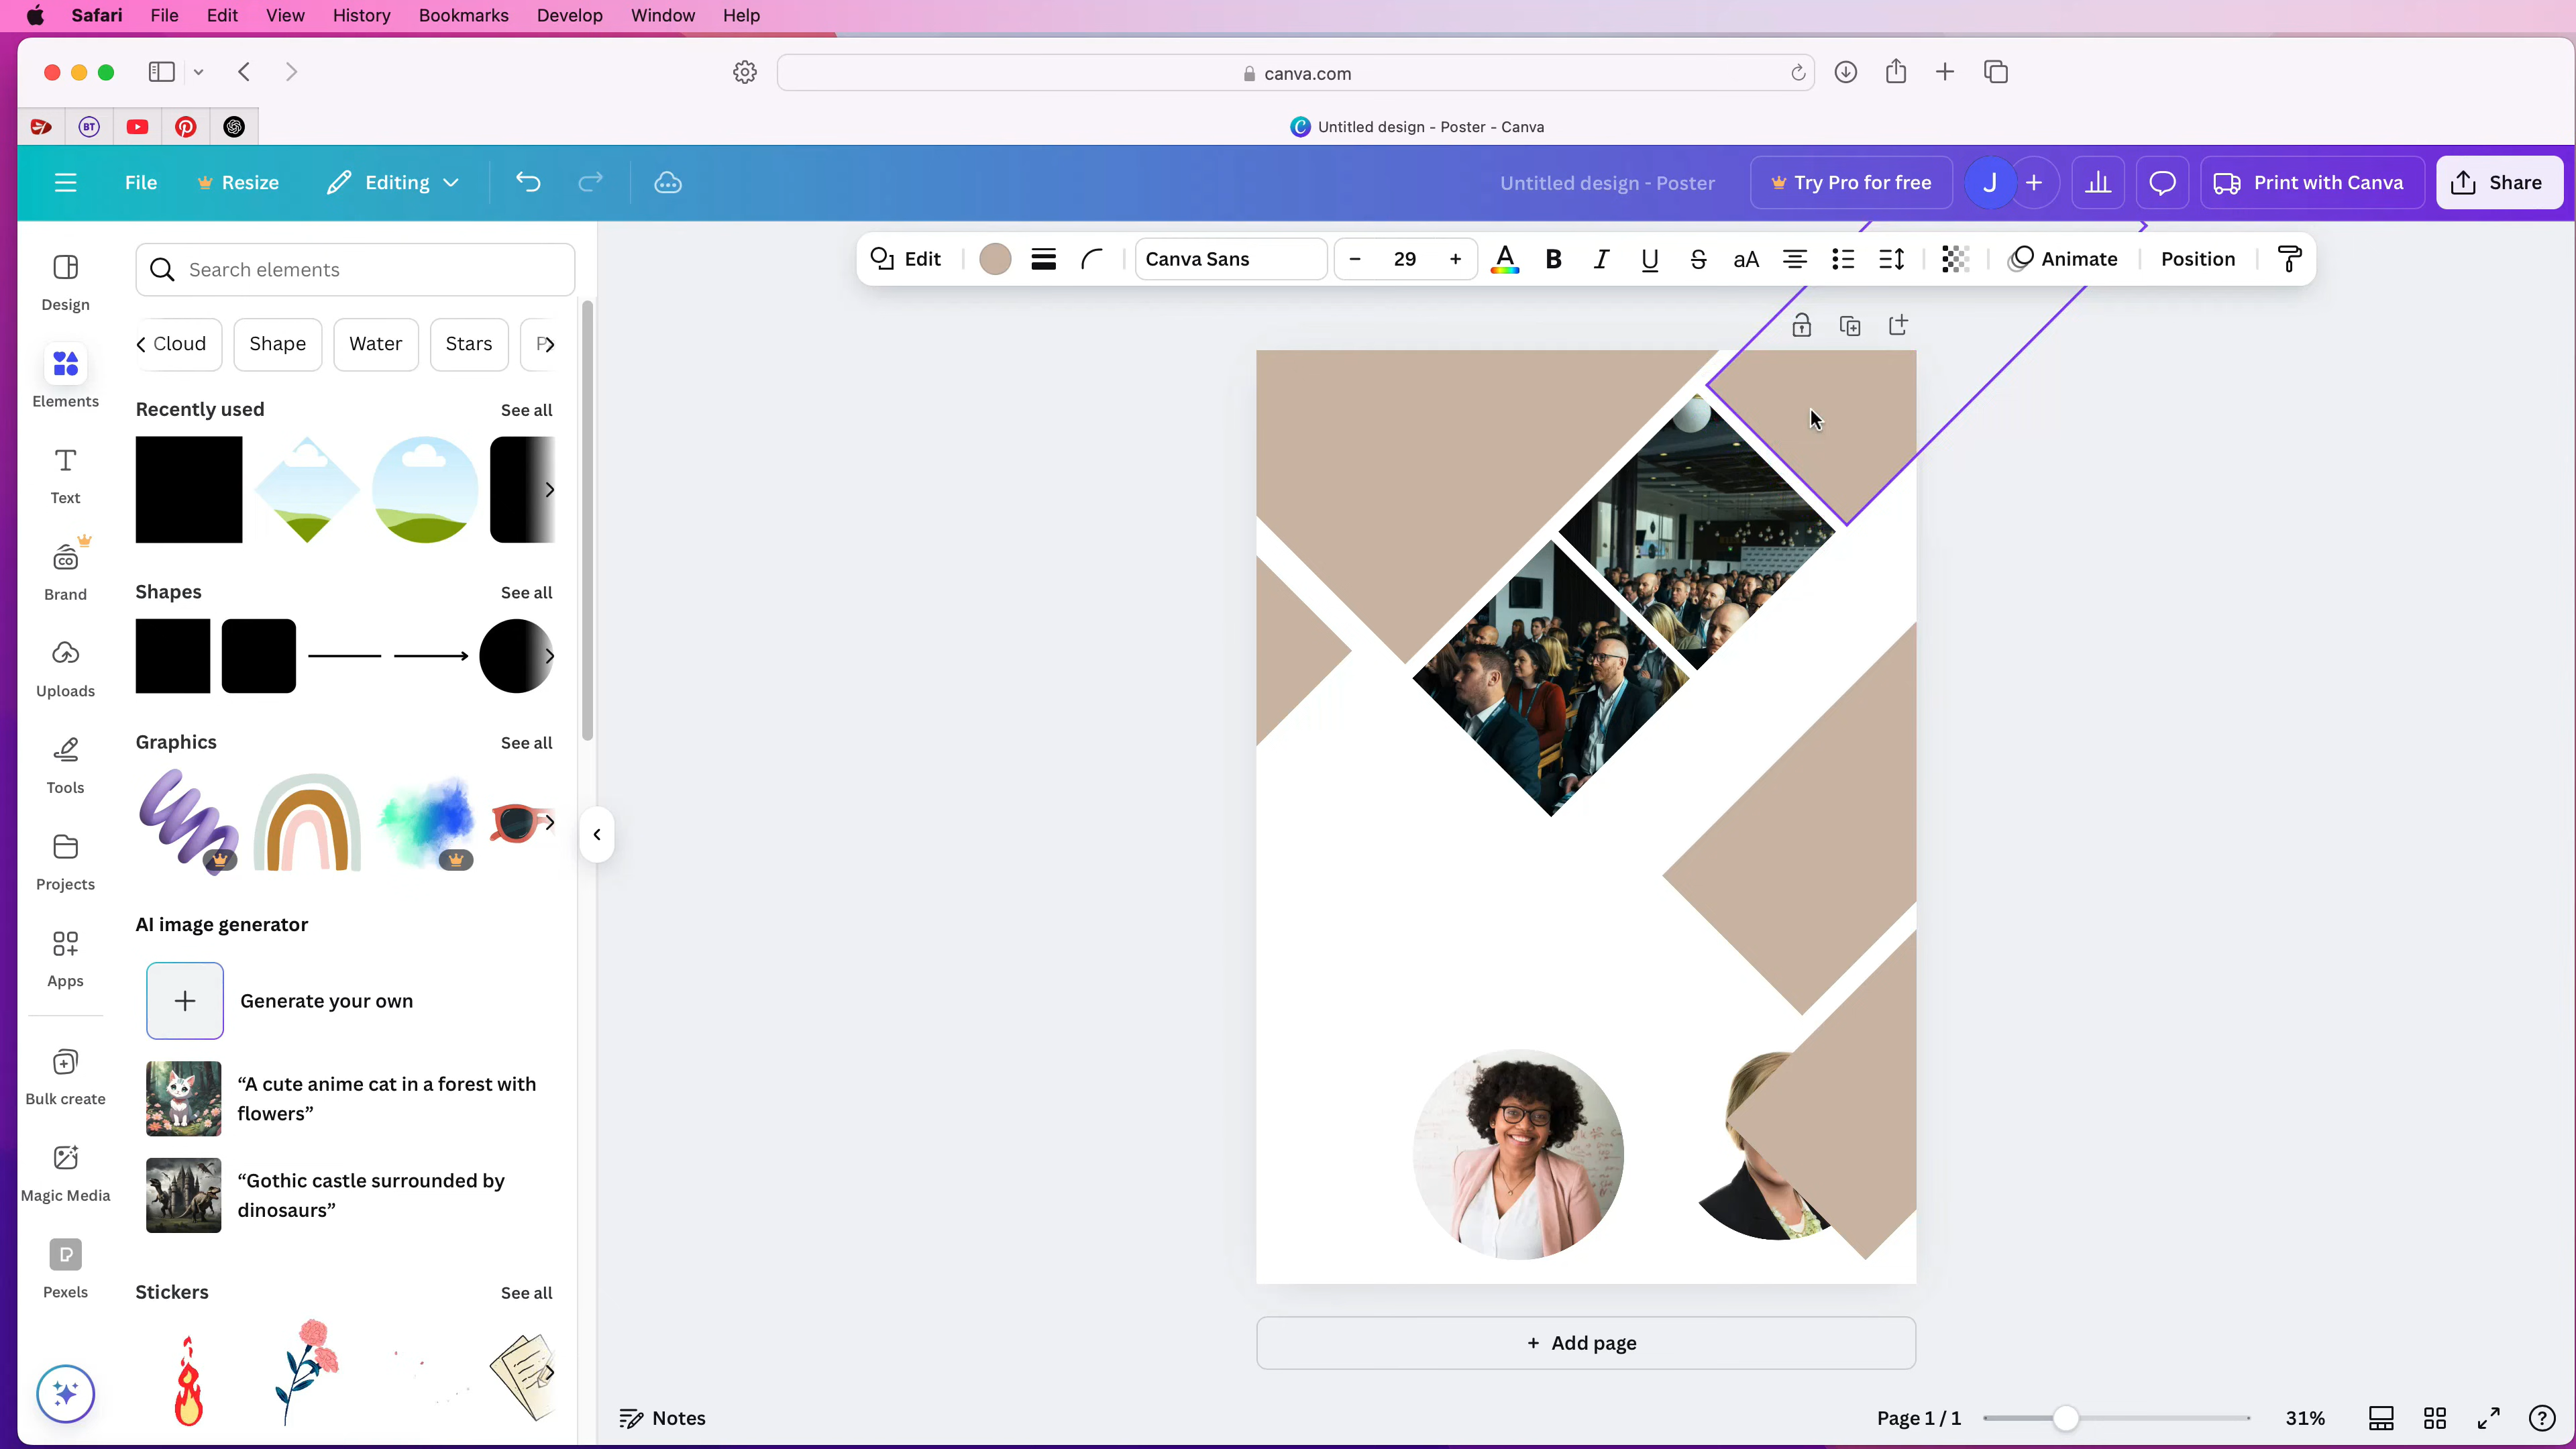 Safari File Edit View History Bookmarks Develop Window Help
canva.com
BT
Untitled design - Poster - Canva
File Resize Editing
Untitled design - Poster
Try Pro for free
J
Print with Canva
Share
Design
Elements
Text
Brand
CO
Uploads
Tools
Projects
Apps
Bulk create
Magic Media
Pexels
Search elements
Cloud Shape Water Stars P
Recently used See all
Shapes See all
Graphics See all
AI image generator
Generate your own
“A cute anime cat in a forest with
flowers”
“Gothic castle surrounded by
dinosaurs”
Stickers See all
Edit
Canva Sans
– 29 +
A B I U S aA
Animate
Position
+ Add page
Notes
Page 1 / 1
31%